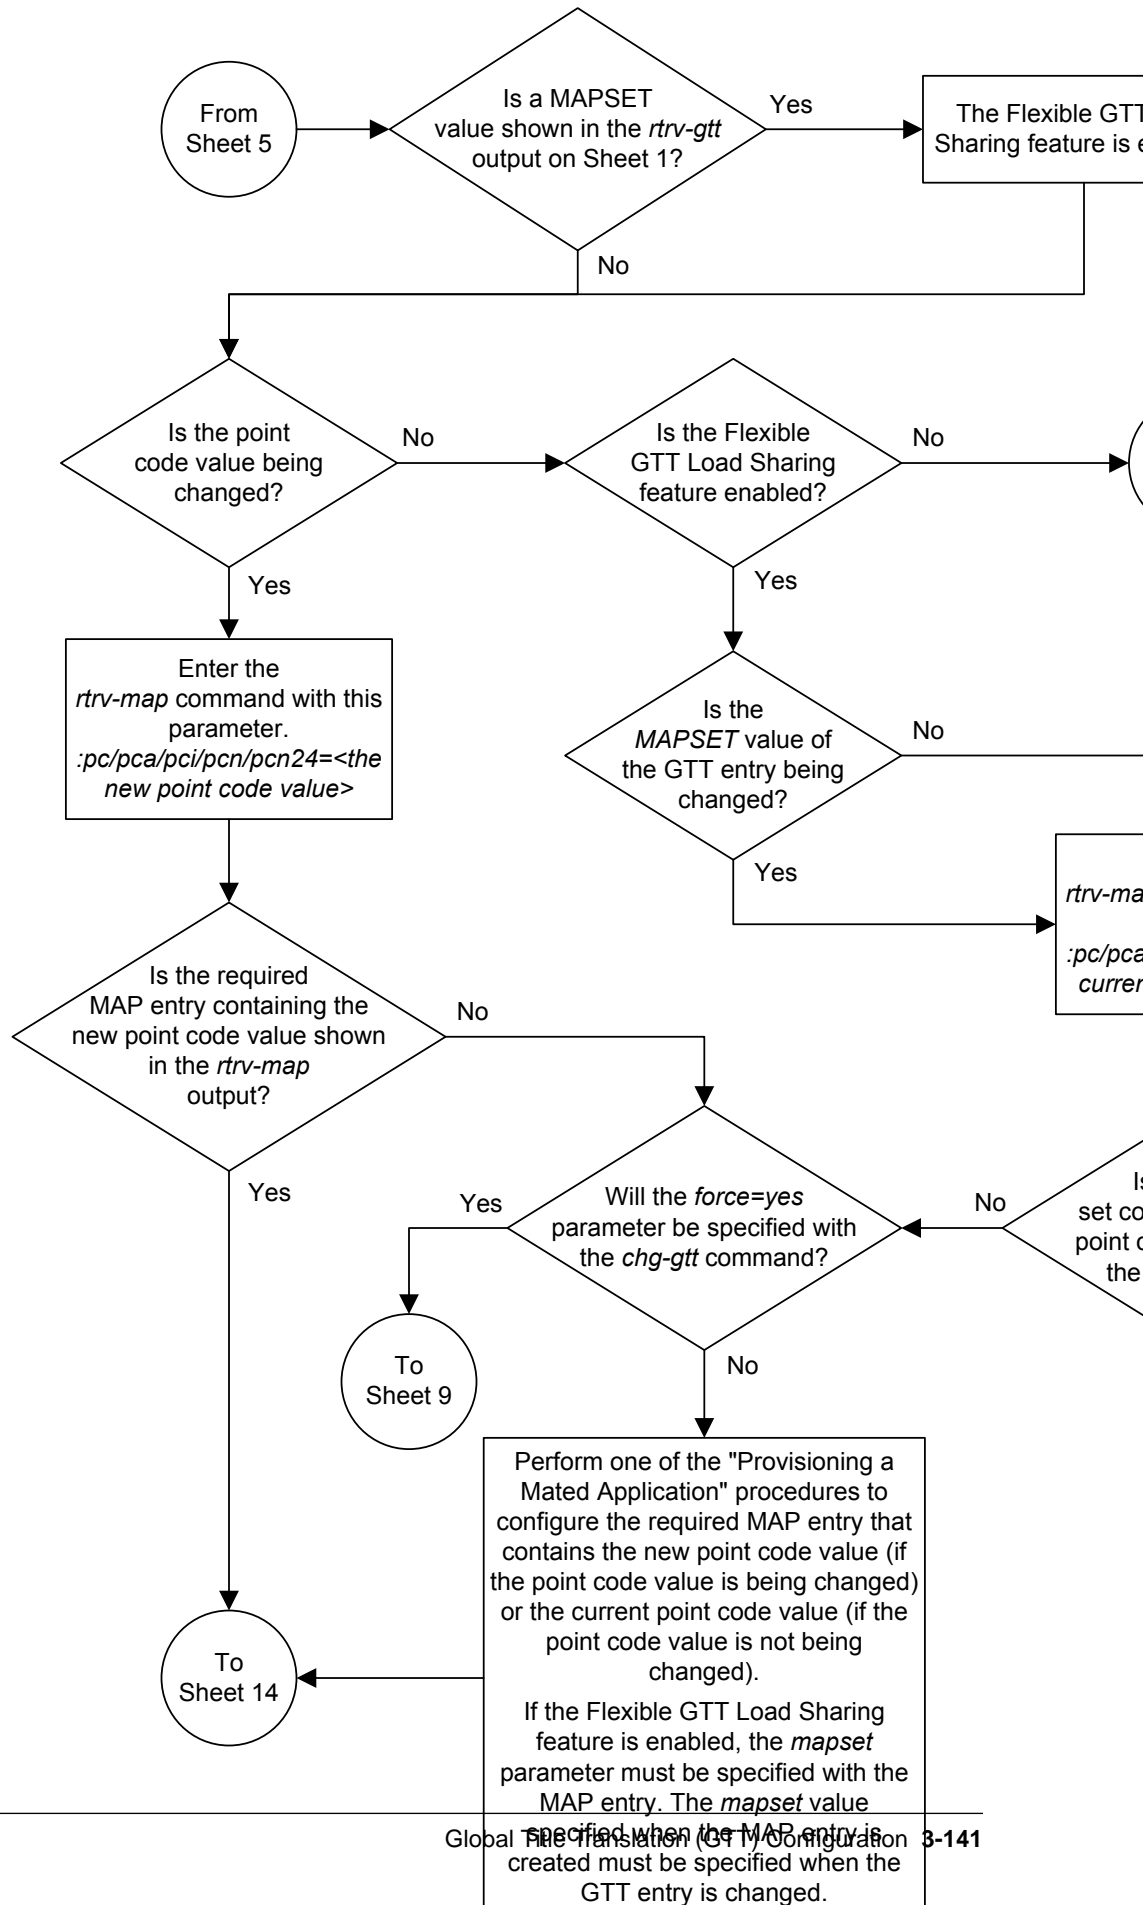 From
Sheet 5
Is a MAPSET
value shown in the rtrv-gtt
output on Sheet 1?
Yes
The Flexible GTT
Sharing feature is
No
Is the point
code value being
changed?
No
Is the Flexible
GTT Load Sharing
feature enabled?
No
Yes
Yes
Enter the
rtrv-map command with this
parameter.
:pc/pca/pci/pcn/pcn24=<the
new point code value>
Is the
MAPSET value of
the GTT entry being
changed?
No
Yes
:pc/pca
Is the required
MAP entry containing the
new point code value shown
in the rtrv-map
output?
No
Yes
Will the force=yes
parameter be specified with
the chg-gtt command?
Yes
No
set
point
the
To
Sheet 9
No
Perform one of the "Provisioning a
Mated Application" procedures to
configure the required MAP entry that
contains the new point code value (if
the point code value is being changed)
or the current point code value (if the
point code value is not being
changed).
If the Flexible GTT Load Sharing
feature is enabled, the mapset
parameter must be specified with the
MAP entry. The mapset value
specified when the MAP entry is
created must be specified when the
GTT entry is changed.
To
Sheet 14
Global Title Translation (GTT) Configuration 3-141